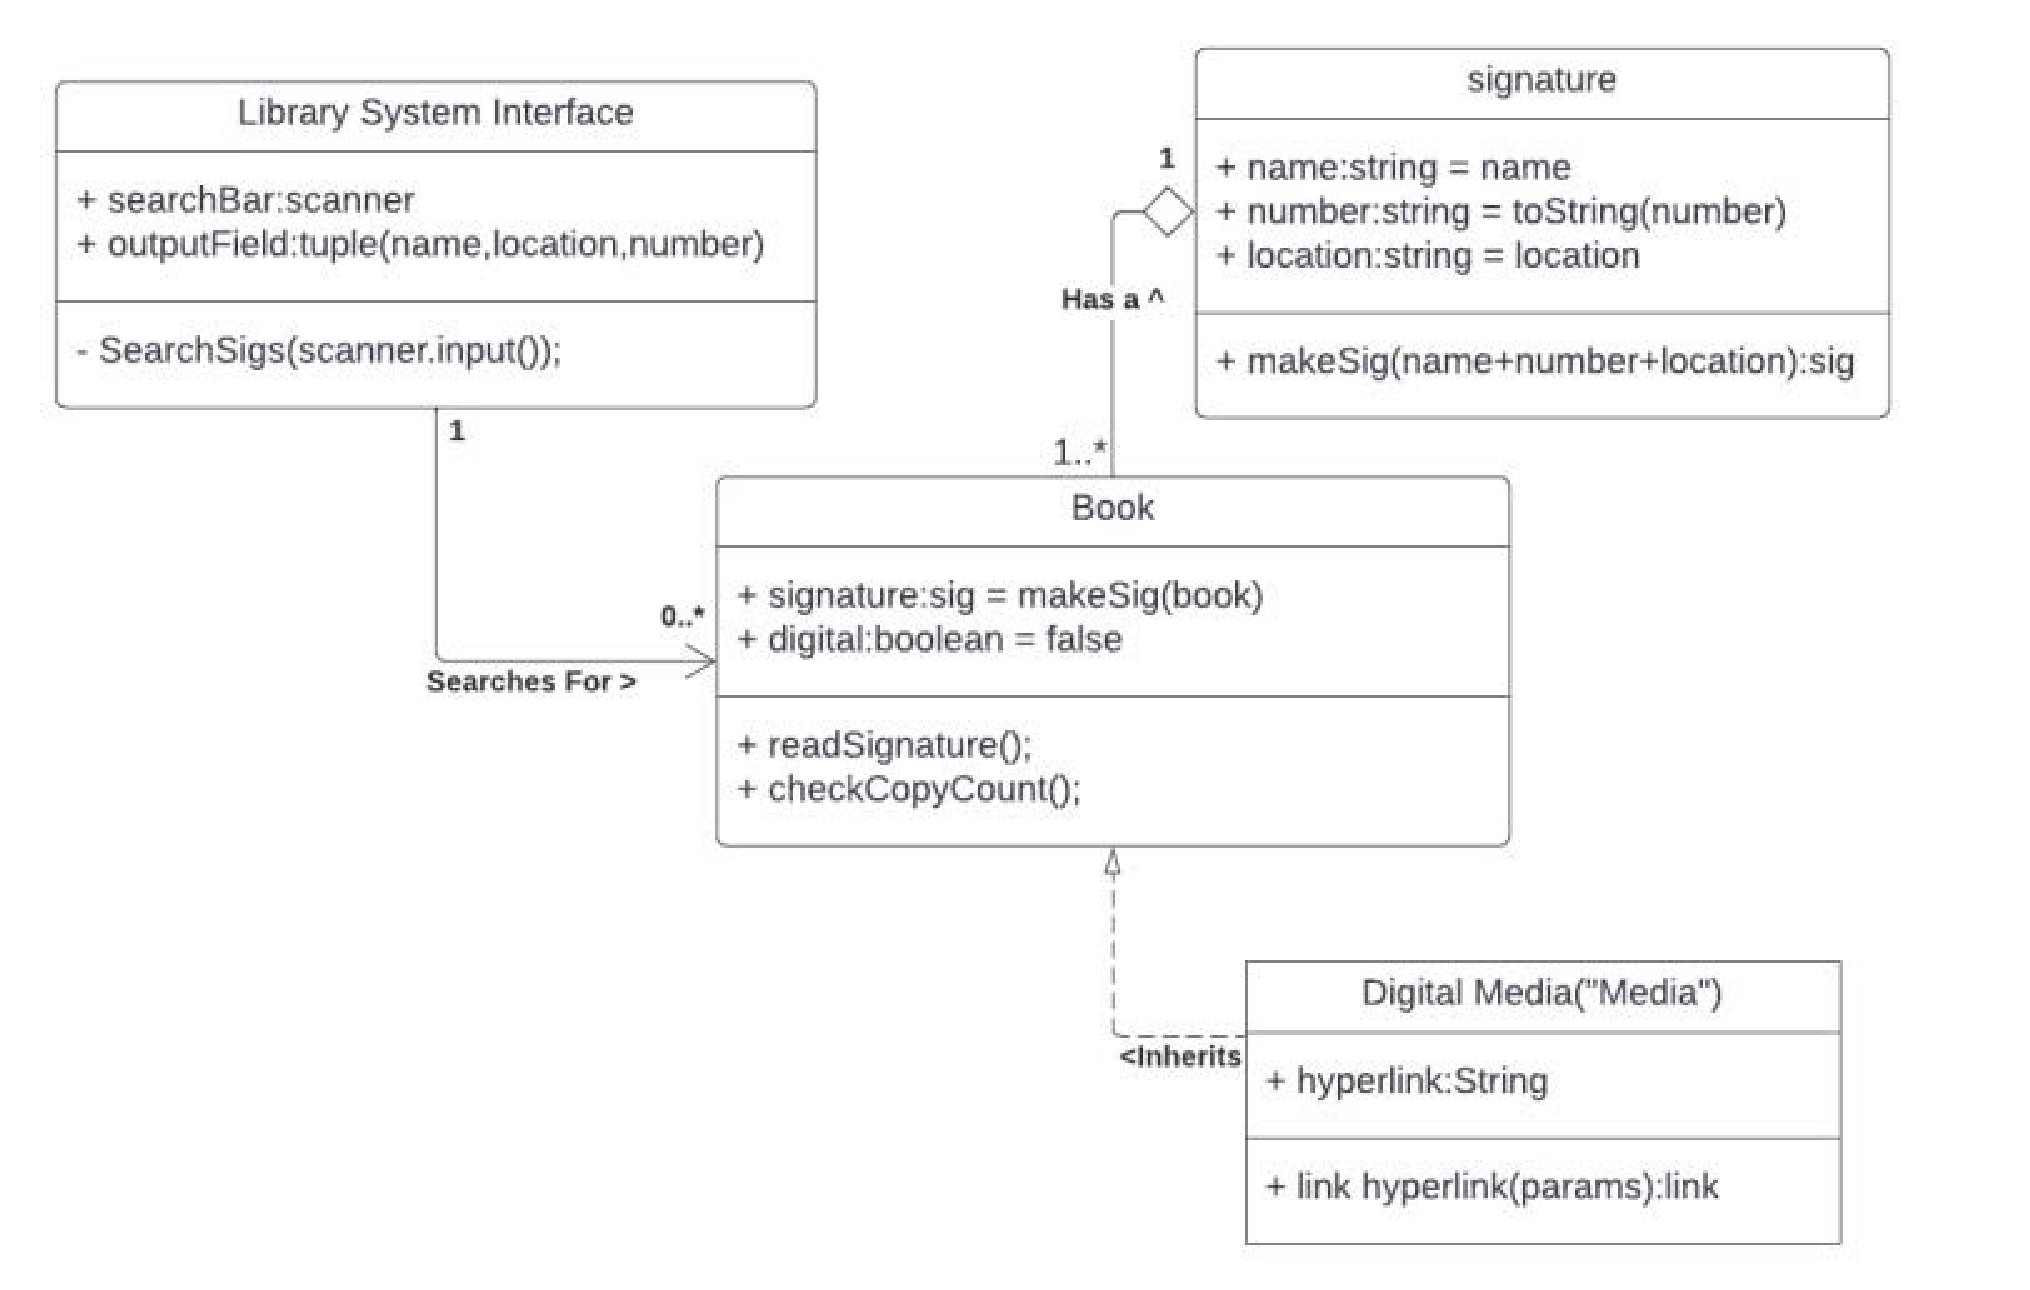 Library System Interface
+ searchBar:scanner
+ outputField:tuple(name,location,number)
- SearchSigs(scanner.input());
1
0..*
Searches For >
signature
+ name:string = name
+ number:string = toString(number)
+ location:string = location
+ makeSig(name+number+location):sig
1
Has a ^
1..*
Book
+ signature:sig = makeSig(book)
+ digital:boolean = false
+ readSignature();
+ checkCopyCount();
<Inherits
Digital Media("Media")
+ hyperlink:String
+ link hyperlink(params):link